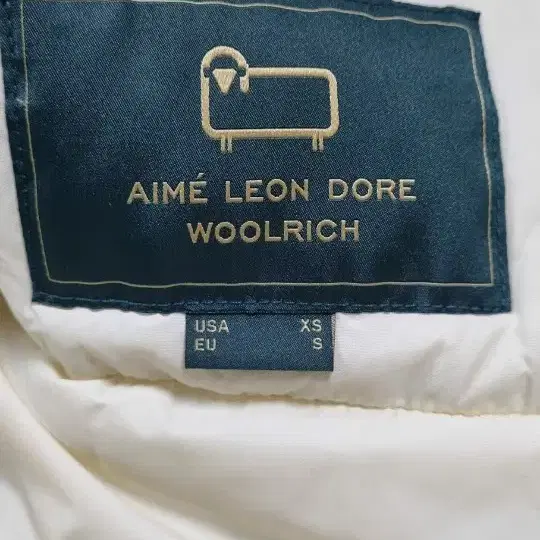 AIMÉ LEON DORE
WOOLRICH
USA XS
EU S